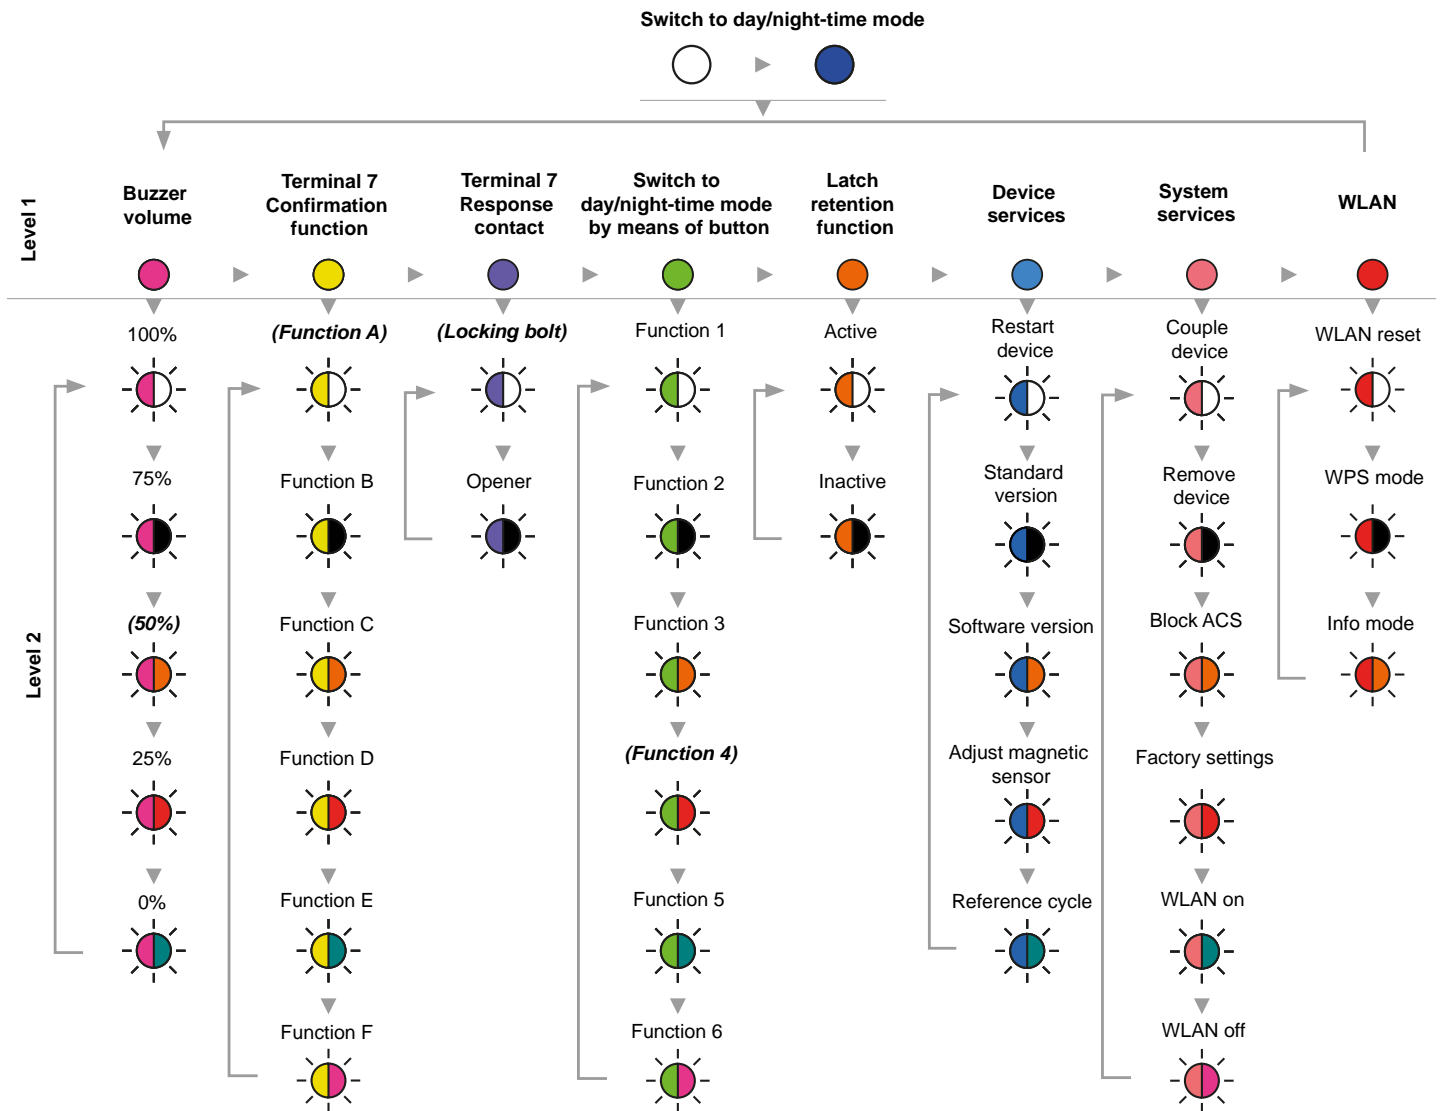 Switch to day/night-time mode
Level 1
Buzzer
volume
Terminal 7
Confirmation
function
Terminal 7
Response
contact
Switch to
day/night-time mode
by means of button
Latch
retention
function
Device
services
System
services
WLAN
Level 2
100%
75%
(50%)
25%
0%
(Function A)
Function B
Function C
Function D
Function E
Function F
(Locking bolt)
Opener
Function 1
Function 2
Function 3
(Function 4)
Function 5
Function 6
Active
Inactive
Restart
device
Standard
version
Software version
Adjust magnetic
sensor
Reference cycle
Couple
device
Remove
device
Block ACS
Factory settings
WLAN on
WLAN off
WLAN reset
WPS mode
Info mode